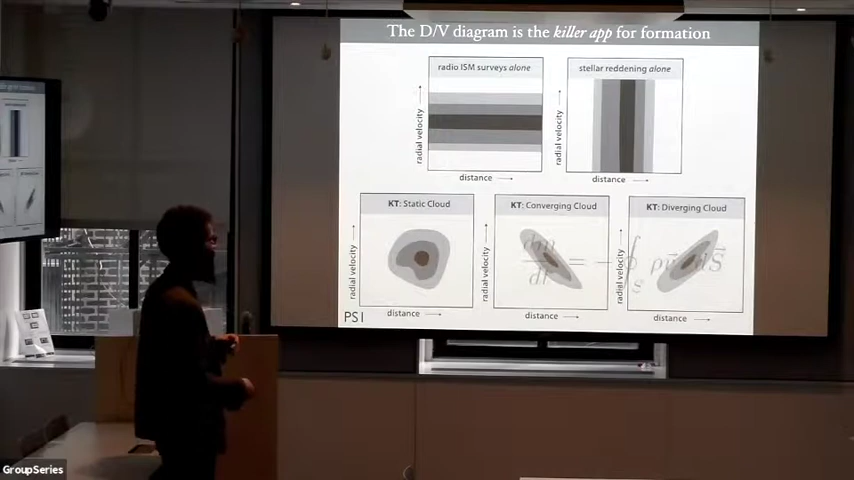 The D/V diagram is the killer app for formation
radio ISM surveys alone
radial velocity
distance
stellar reddening alone
radial velocity
distance
KT: Static Cloud
radial velocity
distance
KT: Converging Cloud
radial velocity
distance
KT: Diverging Cloud
radial velocity
distance
PSI
GroupSeries